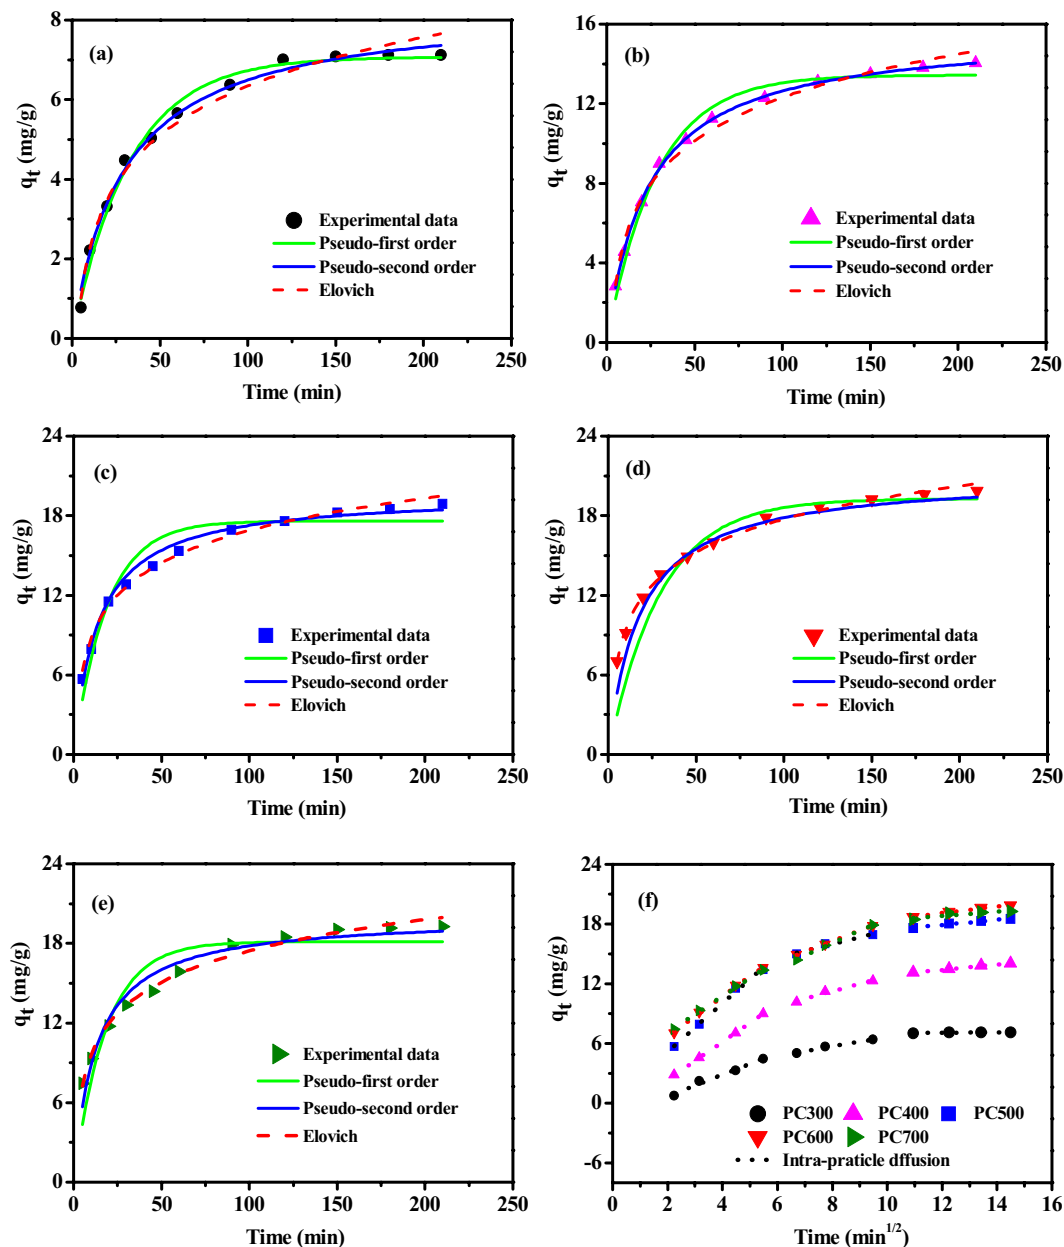 (a)
8
6
4
2
0
0 50 100 150 200 250
qt (mg/g)
Time (min)
Experimental data
Pseudo-first order
Pseudo-second order
Elovich
(b)
16
12
8
4
0
0 50 100 150 200 250
qt (mg/g)
Time (min)
Experimental data
Pseudo-first order
Pseudo-second order
Elovich
(c)
24
18
12
6
0
0 50 100 150 200 250
qt (mg/g)
Time (min)
Experimental data
Pseudo-first order
Pseudo-second order
Elovich
(d)
24
18
12
6
0
0 50 100 150 200 250
qt (mg/g)
Time (min)
Experimental data
Pseudo-first order
Pseudo-second order
Elovich
(e)
24
18
12
6
0
0 50 100 150 200 250
qt (mg/g)
Time (min)
Experimental data
Pseudo-first order
Pseudo-second order
Elovich
(f)
24
18
12
6
0
-6
0 2 4 6 8 10 12 14 16
qt (mg/g)
Time (min1/2)
PC300 PC400 PC500
PC600 PC700
Intra-praticle dffusion